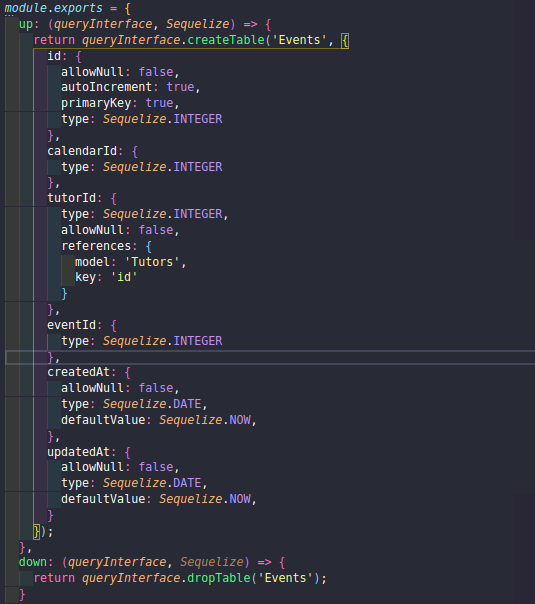 module.exports = {
  up: (queryInterface, Sequelize) => {
    return queryInterface.createTable('Events', {
      id: {
        allowNull: false,
        autoIncrement: true,
        primaryKey: true,
        type: Sequelize.INTEGER
      },
      calendarId: {
        type: Sequelize.INTEGER
      },
      tutorId: {
        type: Sequelize.INTEGER,
        allowNull: false,
        references: {
          model: 'Tutors',
          key: 'id'
        }
      },
      eventId: {
        type: Sequelize.INTEGER
      },
      createdAt: {
        allowNull: false,
        type: Sequelize.DATE,
        defaultValue: Sequelize.NOW,
      },
      updatedAt: {
        allowNull: false,
        type: Sequelize.DATE,
        defaultValue: Sequelize.NOW,
      }
    });
  },
  down: (queryInterface, Sequelize) => {
    return queryInterface.dropTable('Events');
  }